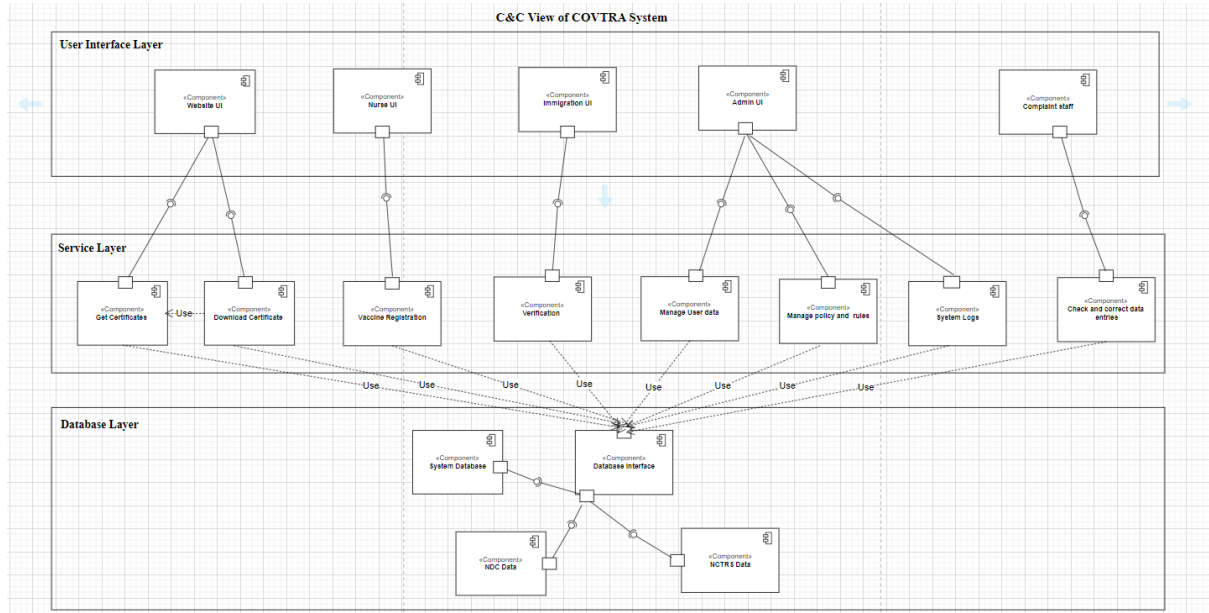 C&C View of COVTRA System
User Interface Layer
«Component»
Website UI
«Component»
Nurse UI
«Component»
Immigration UI
«Component»
Admin UI
«Component»
Complaint staff
Service Layer
«Component»
Get Certificates
Use
«Component»
Download Certificate
«Component»
Vaccine Registration
«Component»
Verification
«Component»
Manage User data
«Component»
Manage policy and rules
«Component»
System Logs
«Component»
Check and correct data
entries
Use
Use
Use
Use
Use
Use
Use
Use
Database Layer
«Component»
System Database
«Component»
Database Interface
«Component»
NDC Data
«Component»
NCTRS Data